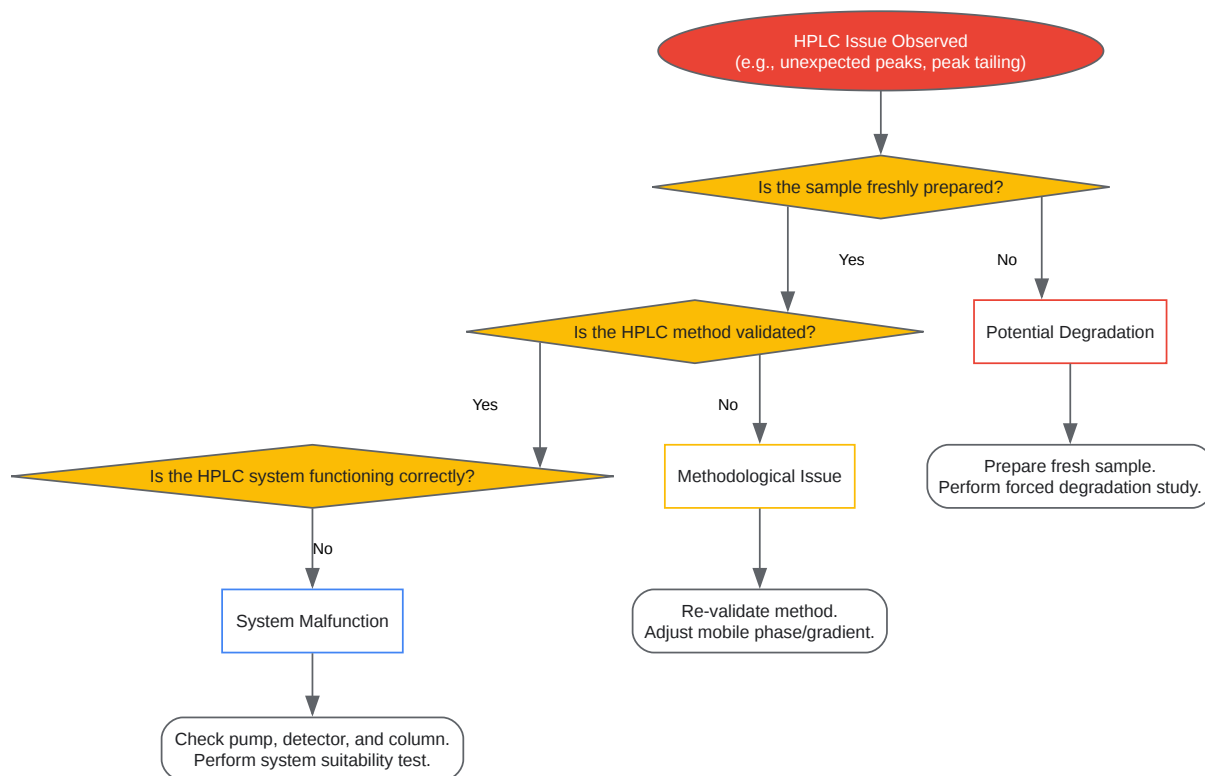 HPLC Issue Observed
(e.g., unexpected peaks, peak tailing)
Is the sample freshly prepared?
Yes
No
Is the HPLC method validated?
Potential Degradation
Yes
No
Is the HPLC system functioning correctly?
Methodological Issue
Prepare fresh sample.
Perform forced degradation study.
No
System Malfunction
Re-validate method.
Adjust mobile phase/gradient.
Check pump, detector, and column.
Perform system suitability test.